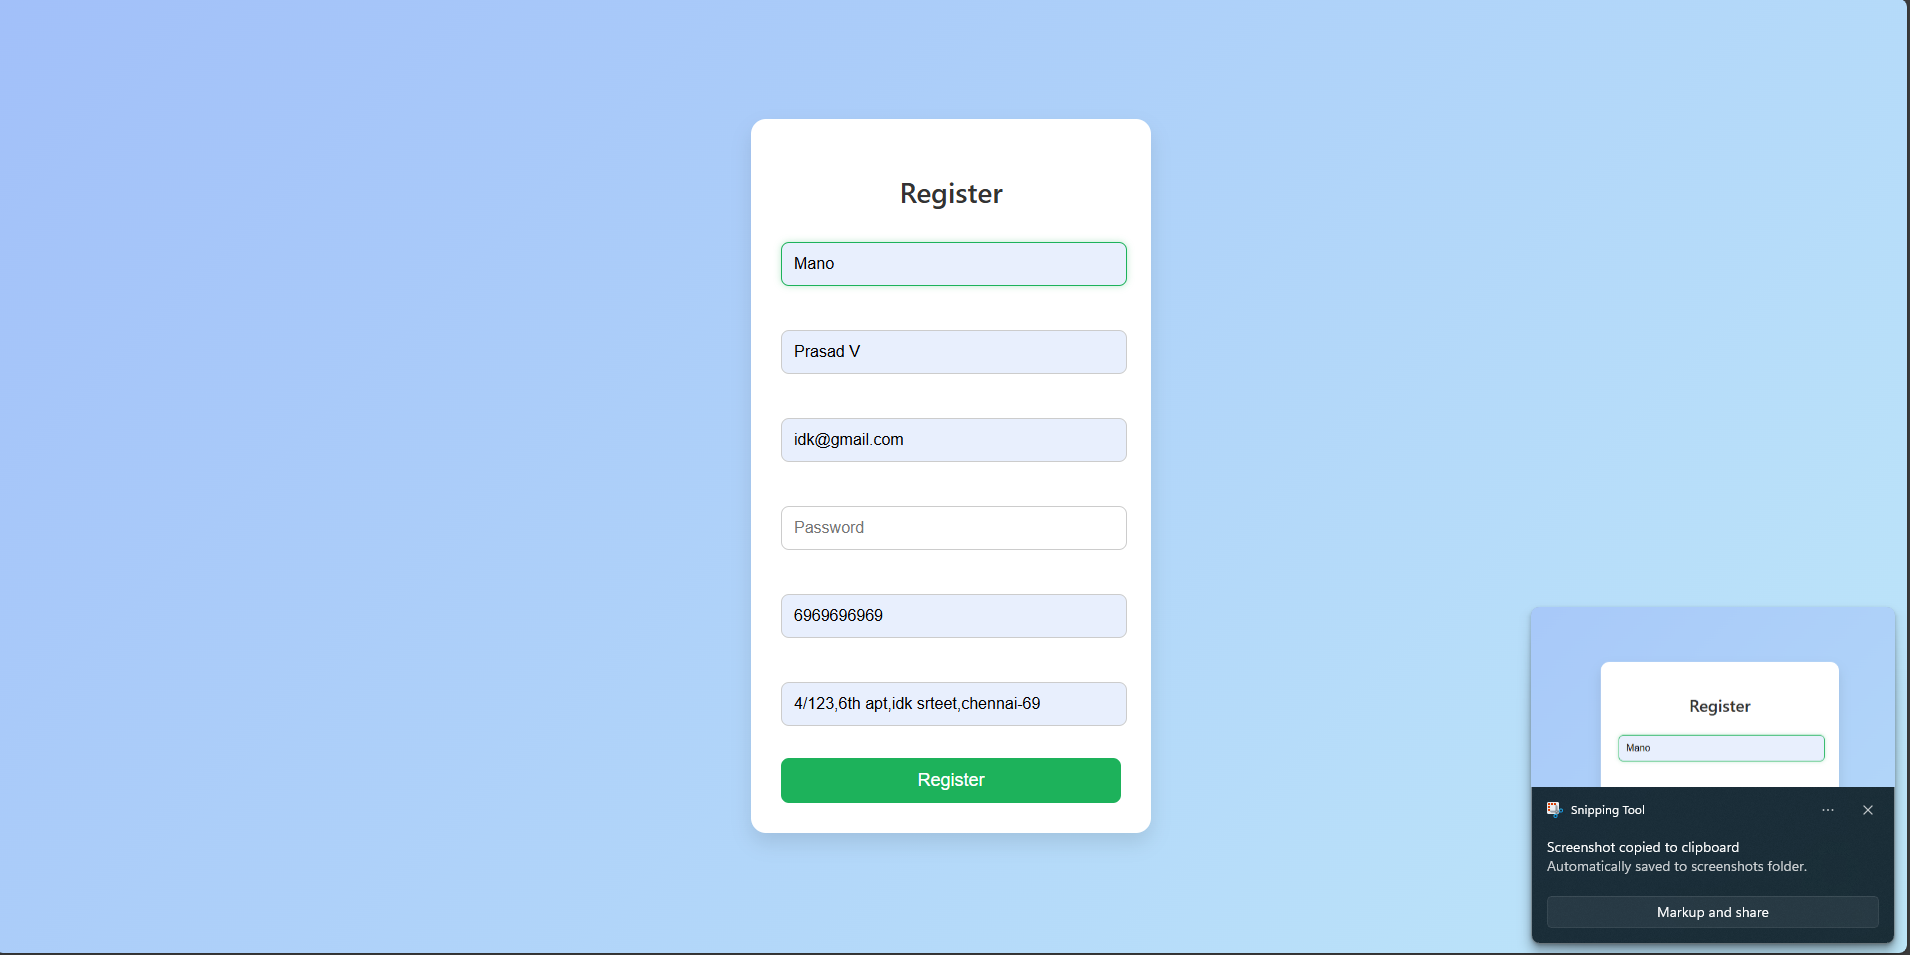 Register
Mano
Prasad V
idk@gmail.com
Password
6969696969
4/123,6th apt,idk srteet,chennai-69
Register
Register
Mano
Snipping Tool
Screenshot copied to clipboard
Automatically saved to screenshots folder.
Markup and share